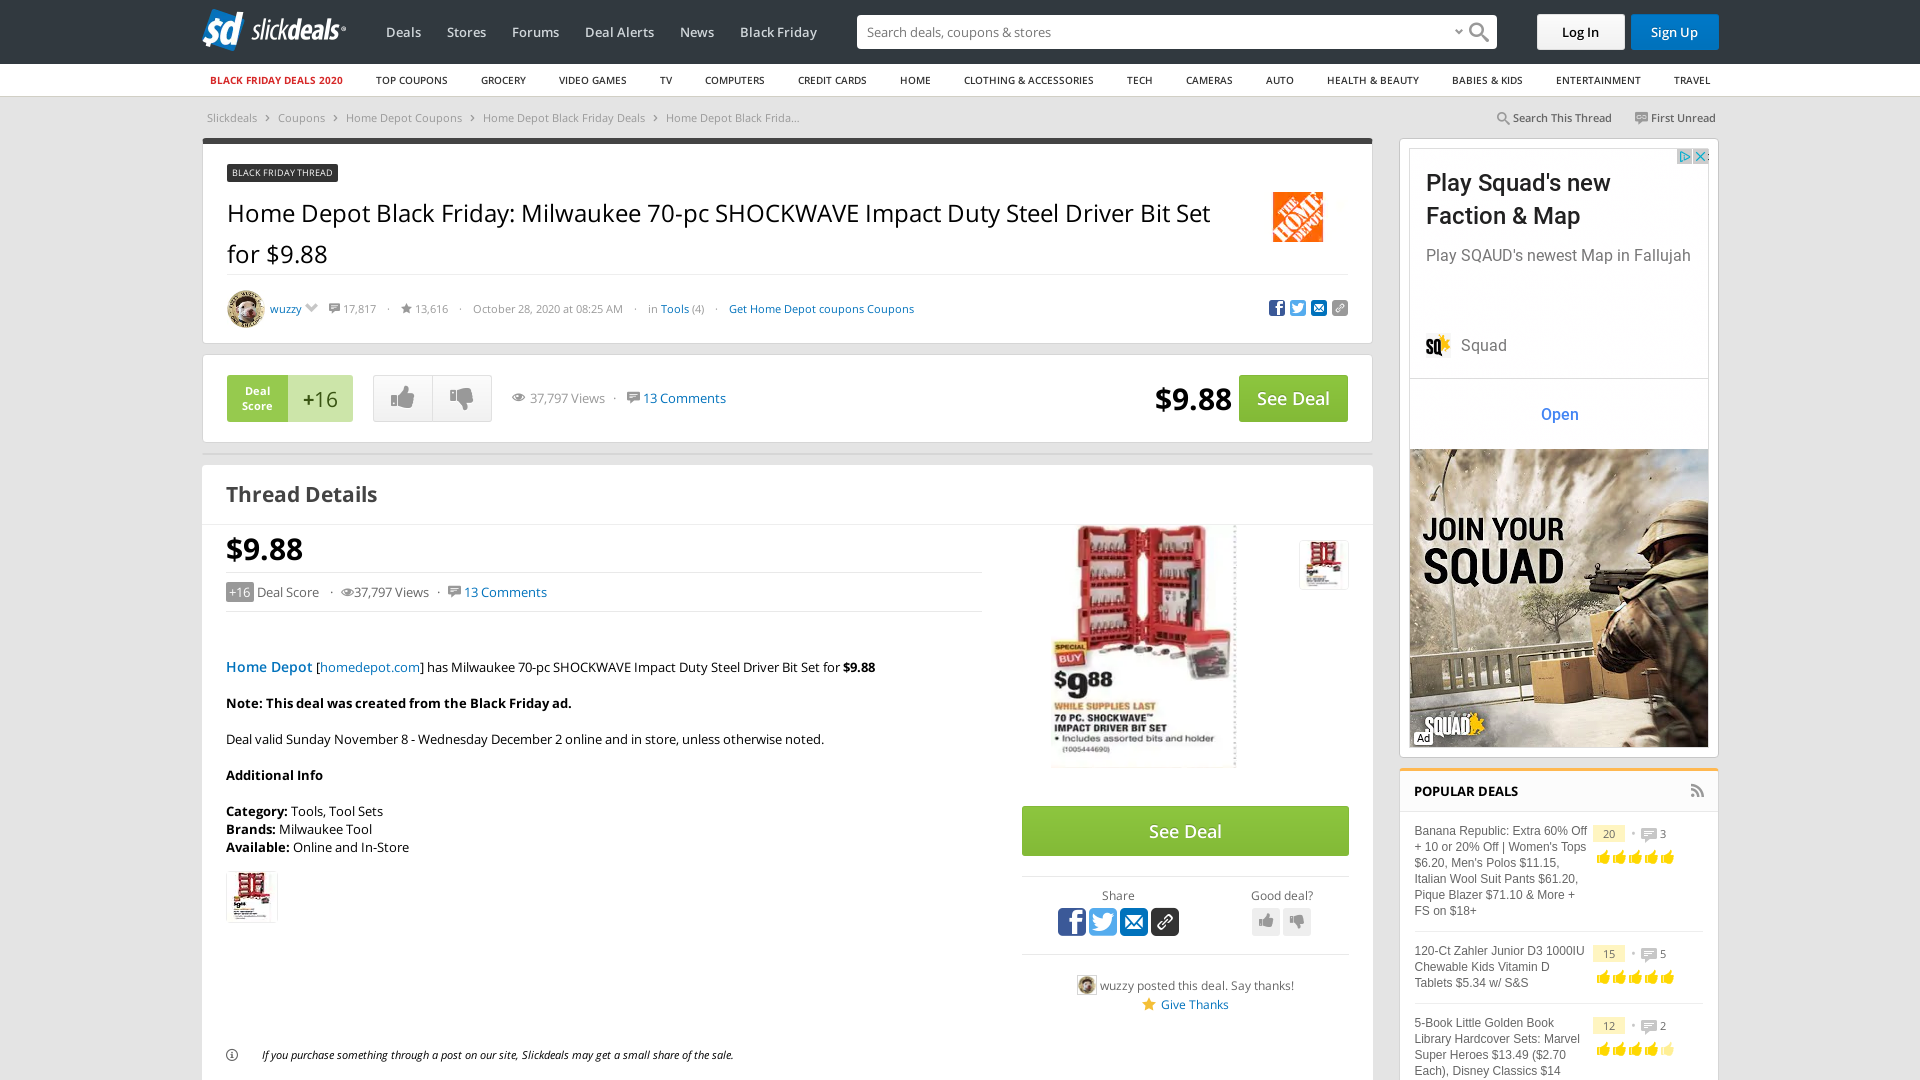 slickdeals
Deals Stores Forums Deal Alerts News Black Friday
Search deals, coupons & shops
Log In
Sign Up
BLACK FRIDAY DEALS 2020 TOP COUPONS GROCERY VIDEO GAMES TV COMPUTERS CREDIT CARDS HOME CLOTHING & ACCESSORIES TECH CAMERAS AUTO HEALTH & BEAUTY BABIES & KIDS ENTERTAINMENT TRAVEL
Slickdeals › Coupons › Home Depot Coupons › Home Depot Black Friday Deals › Home Depot Black Frida...
Search This Thread First Unread
BLACK FRIDAY THREAD
Home Depot Black Friday: Milwaukee 70-pc SHOCKWAVE Impact Duty Steel Driver Bit Set
for $9.88
THE HOME DEPOT
wuzzy 17,817 · 13,616 · October 28, 2020 at 08:25 AM · in Tools (4) · Get Home Depot coupons Coupons
Deal
Score
+16
37,797 Views · 13 Comments
$9.88
See Deal
Thread Details
$9.88
+16 Deal Score · 37,797 Views · 13 Comments
Home Depot [homedepot.com] has Milwaukee 70-pc SHOCKWAVE Impact Duty Steel Driver Bit Set for $9.88
Note: This deal was created from the Black Friday ad.
Deal valid Sunday November 8 - Wednesday December 2 online and in store, unless otherwise noted.
Additional Info
Category: Tools, Tool Sets
Brands: Milwaukee Tool
Available: Online and In-Store
If you purchase something through a post on our site, Slickdeals may get a small share of the sale.
SPECIAL
BUY
$9.88
WHILE SUPPLIES LAST
70 PC. SHOCKWAVE™
IMPACT DRIVER BIT SET
• Includes assorted bits and holder
(1005444690)
See Deal
Share
Good deal?
wuzzy posted this deal. Say thanks!
Give Thanks
Play Squad's new
Faction & Map
Play SQAUD's newest Map in Fallujah
SQ
Squad
Open
JOIN YOUR
SQUAD
SQUAD
Ad
POPULAR DEALS
Banana Republic: Extra 60% Off
+ 10 or 20% Off | Women's Tops
$6.20, Men's Polos $11.15,
Italian Wool Suit Pants $61.20,
Pique Blazer $71.10 & More +
FS on $18+
20 • 3
120-Ct Zahler Junior D3 1000IU
Chewable Kids Vitamin D
Tablets $5.34 w/ S&S
15 • 5
5-Book Little Golden Book
Library Hardcover Sets: Marvel
Super Heroes $13.49 ($2.70
Each), Disney Classics $14
12 • 2